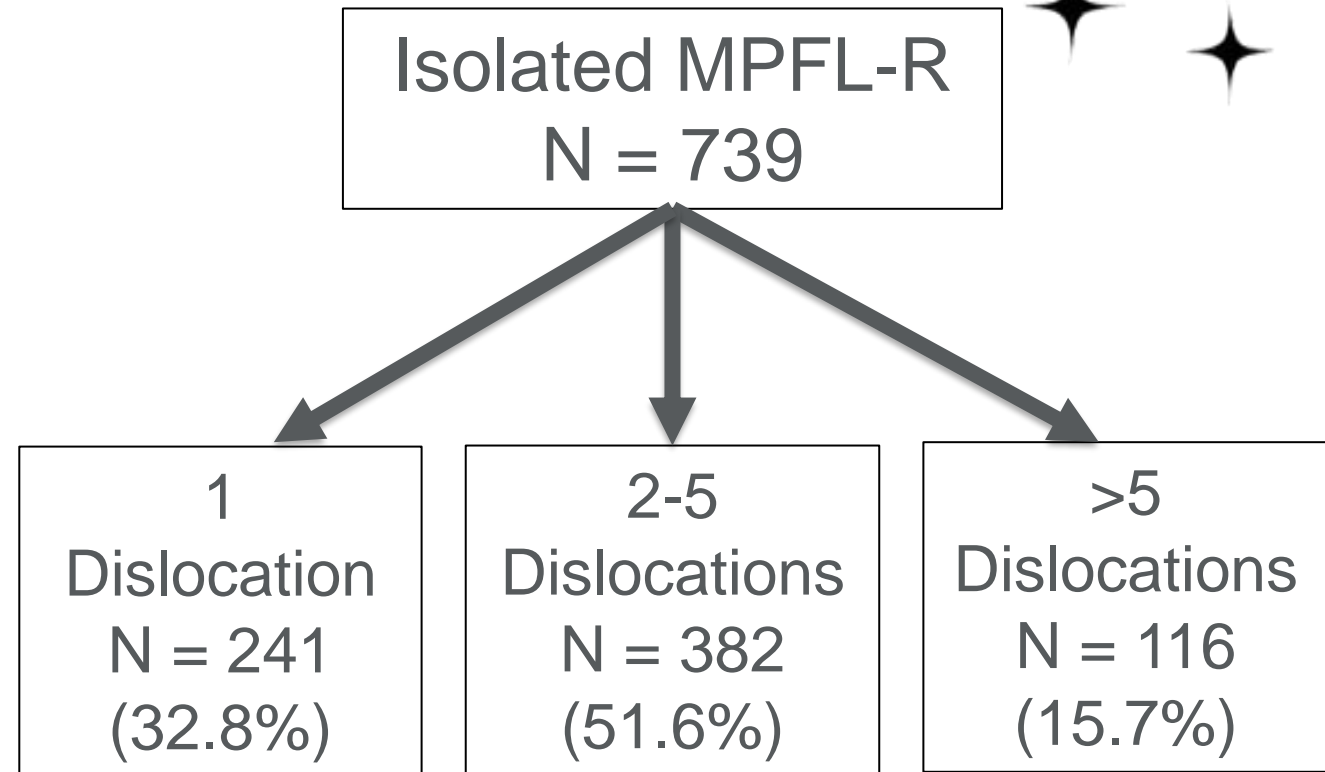 Isolated MPFL-R
N = 739
1
Dislocation
N = 241
(32.8%)
2-5
Dislocations
N = 382
(51.6%)
>5
Dislocations
N = 116
(15.7%)